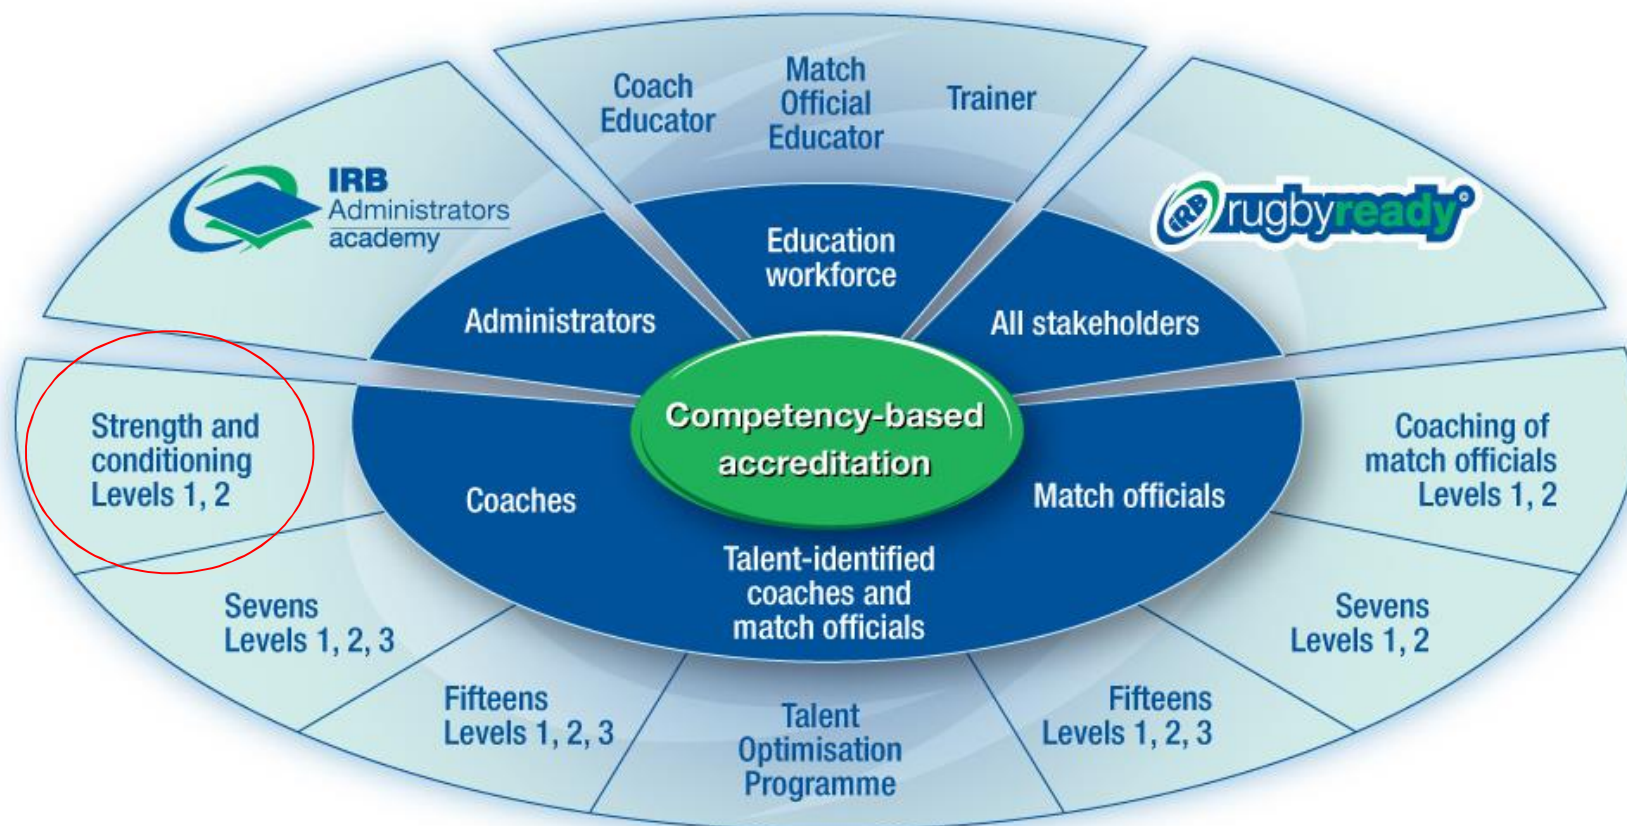 Coach
Educator
Match
Official
Educator
Trainer
IRB
Administrators
academy
IRB rugbyready®
Education
workforce
Administrators
All stakeholders
Competency-based
accreditation
Strength and
conditioning
Levels 1, 2
Coaches
Match officials
Coaching of
match officials
Levels 1, 2
Talent-identified
coaches and
match officials
Sevens
Levels 1, 2, 3
Sevens
Levels 1, 2
Fifteens
Levels 1, 2, 3
Talent
Optimisation
Programme
Fifteens
Levels 1, 2, 3